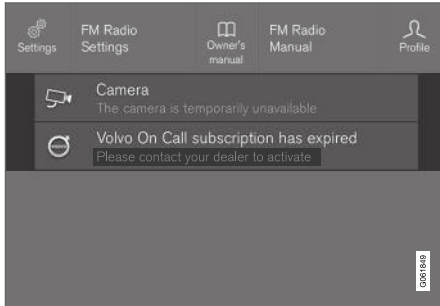 Settings
FM Radio
Settings
Owner's
manual
FM Radio
Manual
Profile
Camera
The camera is temporarily unavailable
Volvo On Call subscription has expired
Please contact your dealer to activate
G061849